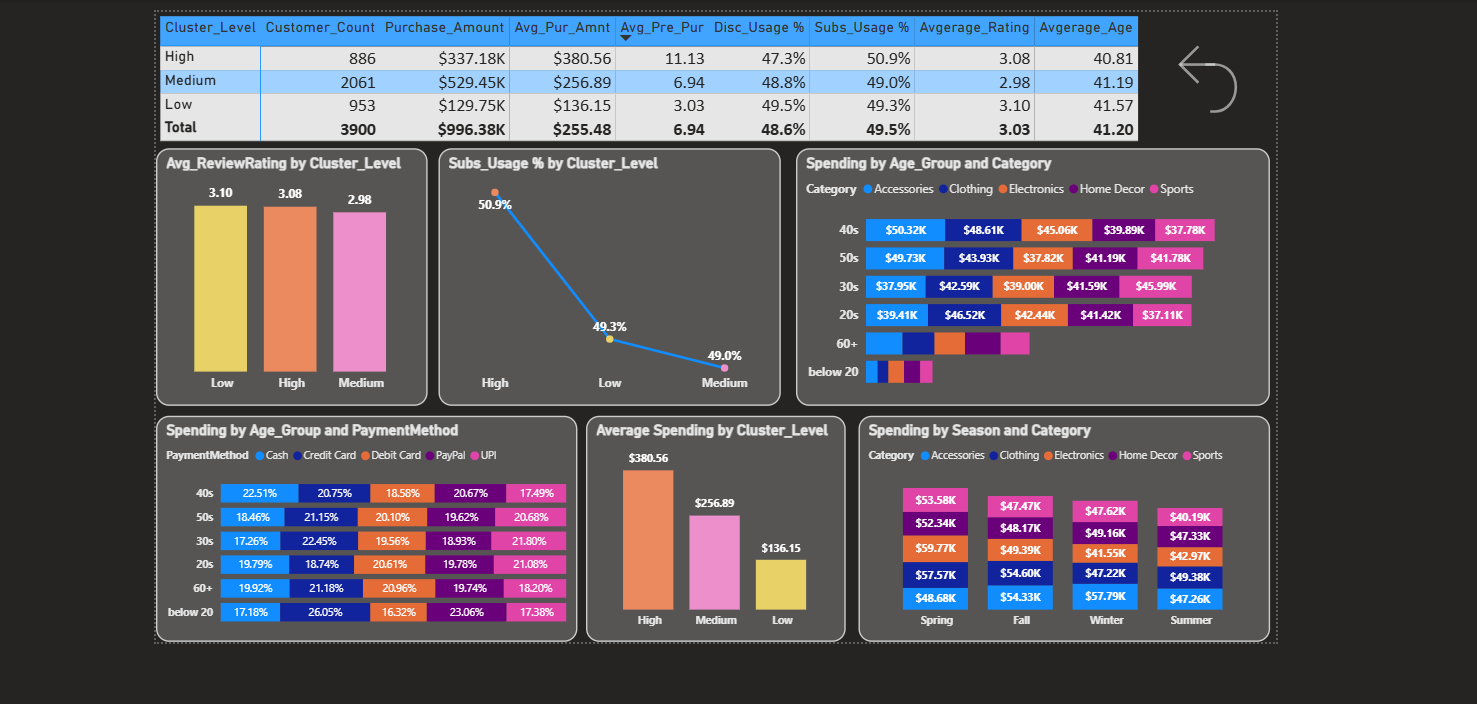 Cluster_Level Customer_Count Purchase_Amount Avg_Pur_Amnt Avg_Pre_Pur Disc_Usage % Subs_Usage % Avgerage_Rating Avgerage_Age
High 886 $337.18K $380.56 11.13 47.3% 50.9% 3.08 40.81
Medium 2061 $529.45K $256.89 6.94 48.8% 49.0% 2.98 41.19
Low 953 $129.75K $136.15 3.03 49.5% 49.3% 3.10 41.57
Total 3900 $996.38K $255.48 6.94 48.6% 49.5% 3.03 41.20
Avg_ReviewRating by Cluster_Level
3.10 3.08 2.98
Low High Medium
Subs_Usage % by Cluster_Level
50.9%
49.3%
49.0%
High Low Medium
Spending by Age_Group and Category
Category Accessories Clothing Electronics Home Decor Sports
40s $50.32K $48.61K $45.06K $39.89K $37.78K
50s $49.73K $43.93K $37.82K $41.19K $41.78K
30s $37.95K $42.59K $39.00K $41.59K $45.99K
20s $39.41K $46.52K $42.44K $41.42K $37.11K
60+
below 20
Spending by Age_Group and PaymentMethod
PaymentMethod Cash Credit Card Debit Card PayPal UPI
40s 22.51% 20.75% 18.58% 20.67% 17.49%
50s 18.46% 21.15% 20.10% 19.62% 20.68%
30s 17.26% 22.45% 19.56% 18.93% 21.80%
20s 19.79% 18.74% 20.61% 19.78% 21.08%
60+ 19.92% 21.18% 20.96% 19.74% 18.20%
below 20 17.18% 26.05% 16.32% 23.06% 17.38%
Average Spending by Cluster_Level
$380.56
$256.89
$136.15
High Medium Low
Spending by Season and Category
Category Accessories Clothing Electronics Home Decor Sports
$53.58K $47.47K $47.62K $40.19K
$52.34K $48.17K $49.16K $47.33K
$59.77K $49.39K $41.55K $42.97K
$57.57K $54.60K $47.22K $49.38K
$48.68K $54.33K $57.79K $47.26K
Spring Fall Winter Summer